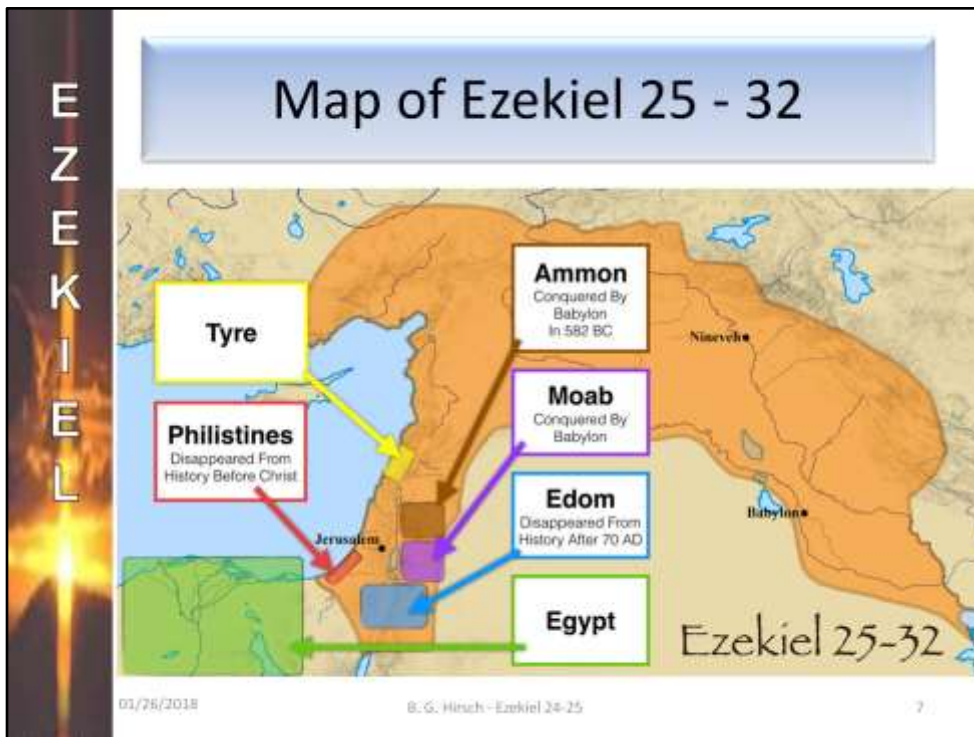 EZEKIEL
Map of Ezekiel 25 - 32
Tyre
Ammon
Conquered By
Babylon
In 582 BC
Nineveh
Philistines
Disappeared From
History Before Christ
Moab
Conquered By
Babylon
Edom
Disappeared From
History After 70 AD
Babylon
Jerusalem
Egypt
Ezekiel 25-32
01/26/2018
B. G. Hirsch - Ezekiel 24-25
7